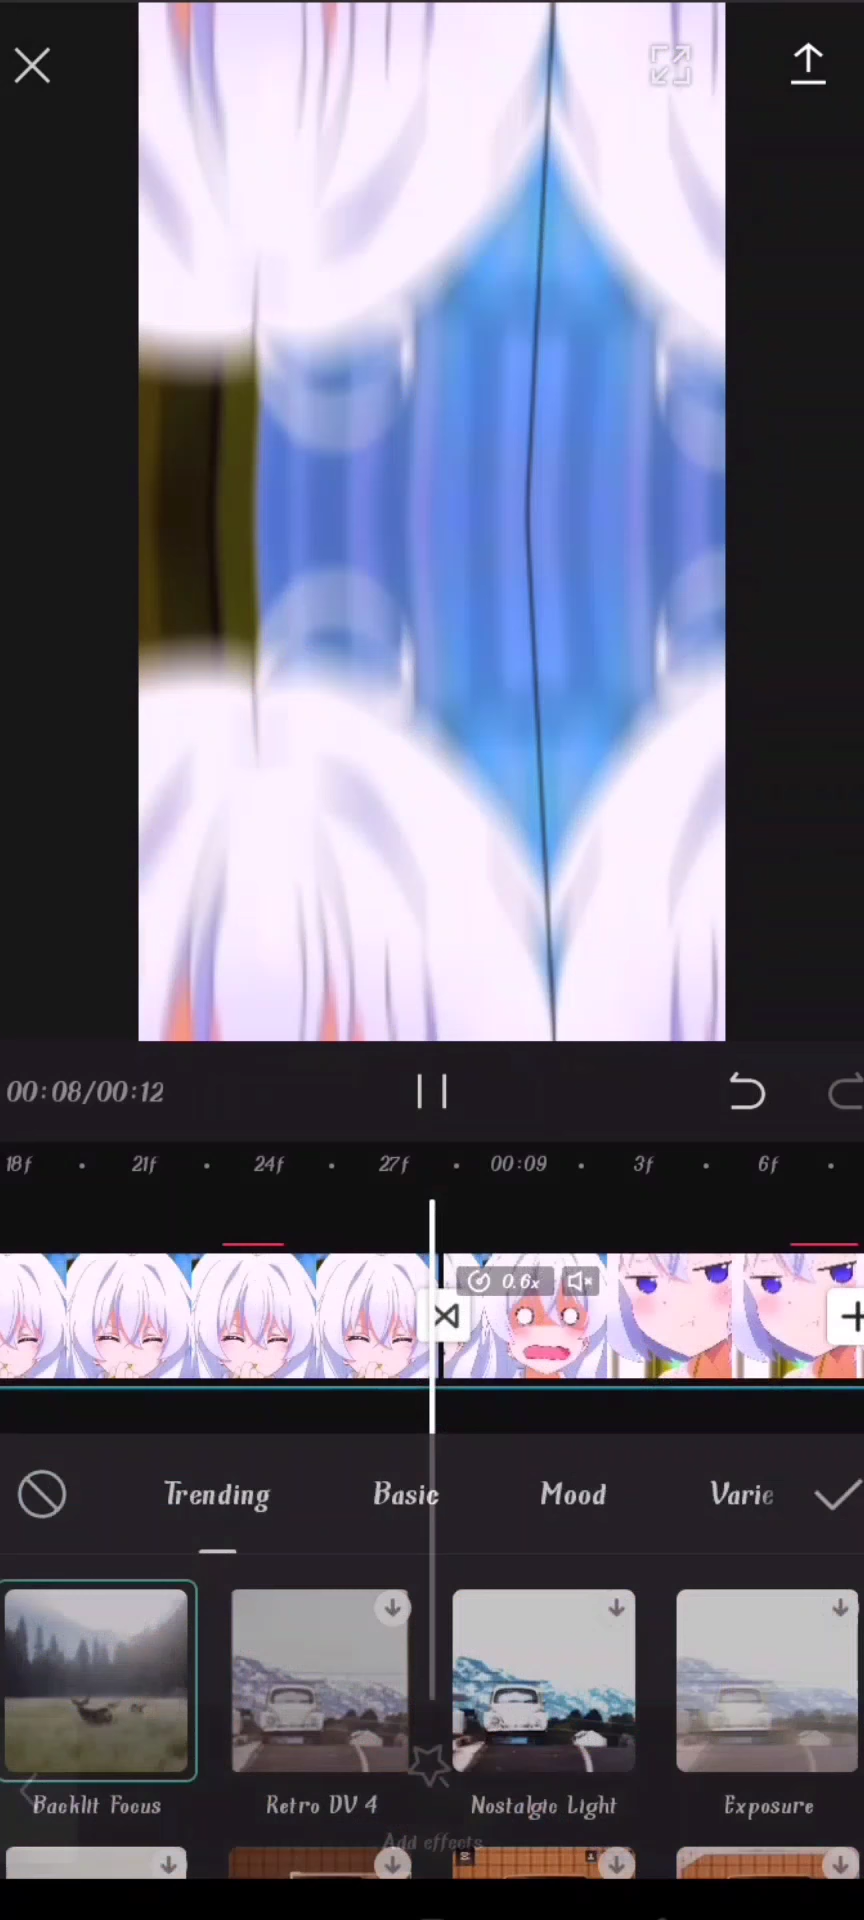 00:08/00:12
18f 21f 24f 27f 00:09 3f 6f
0.6x
Trending Basic Mood Varie
Backlit Focus Retro DV 4 Nostalgic Light Exposure
Add effects